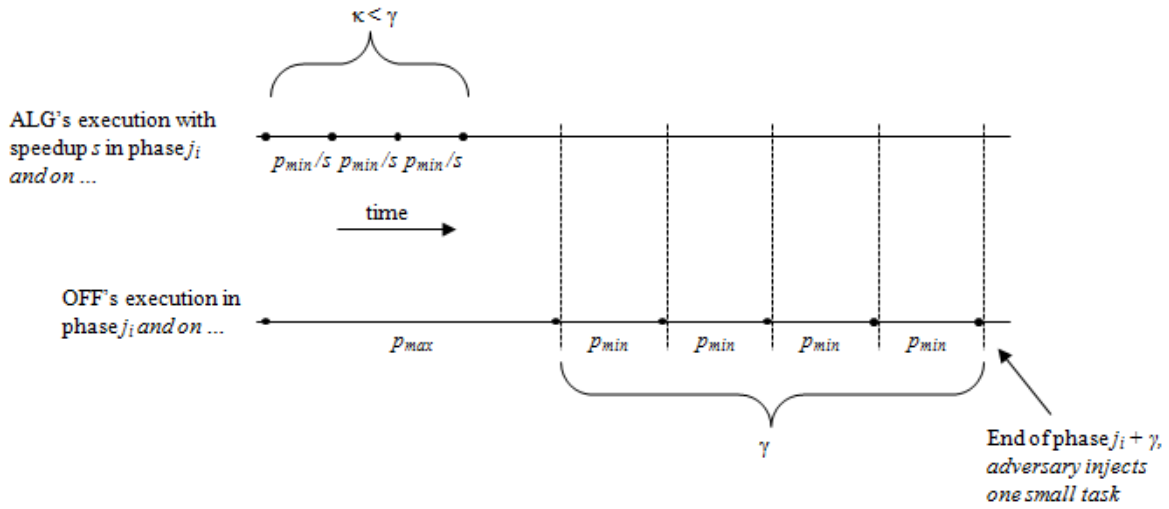 κ < γ
ALG's execution with
speedup s in phase j_i
and on ...
p_min/s p_min/s p_min/s
time
OFF's execution in
phase j_i and on ...
p_max
p_min
p_min
p_min
p_min
γ
End of phase j_i + γ,
adversary injects
one small task